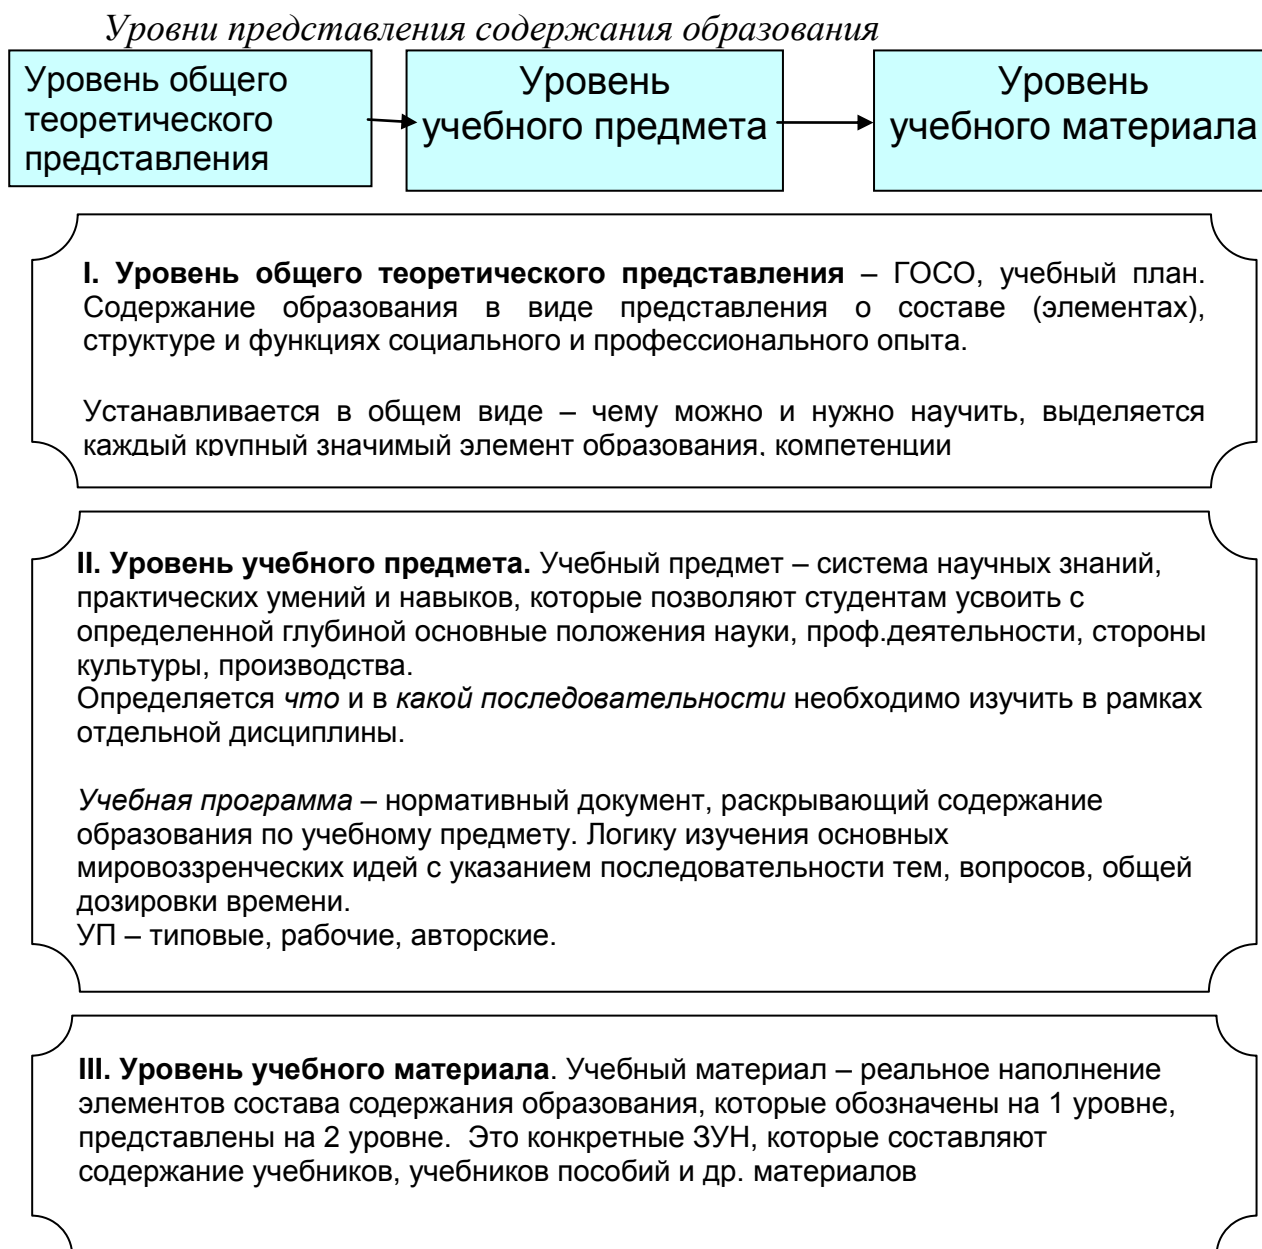 Уровни представления содержания образования
Уровень общего
теоретического
представления
Уровень
учебного предмета
Уровень
учебного материала
I. Уровень общего теоретического представления – ГОСО, учебный план.
Содержание образования в виде представления о составе (элементах),
структуре и функциях социального и профессионального опыта.
Устанавливается в общем виде – чему можно и нужно научить, выделяется
каждый крупный значимый элемент образования, компетенции
II. Уровень учебного предмета. Учебный предмет – система научных знаний,
практических умений и навыков, которые позволяют студентам усвоить с
определенной глубиной основные положения науки, проф.деятельности, стороны
культуры, производства.
Определяется что и в какой последовательности необходимо изучить в рамках
отдельной дисциплины.
Учебная программа – нормативный документ, раскрывающий содержание
образования по учебному предмету. Логику изучения основных
мировоззренческих идей с указанием последовательности тем, вопросов, общей
дозировки времени.
УП – типовые, рабочие, авторские.
III. Уровень учебного материала. Учебный материал – реальное наполнение
элементов состава содержания образования, которые обозначены на 1 уровне,
представлены на 2 уровне. Это конкретные ЗУН, которые составляют
содержание учебников, учебников пособий и др. материалов